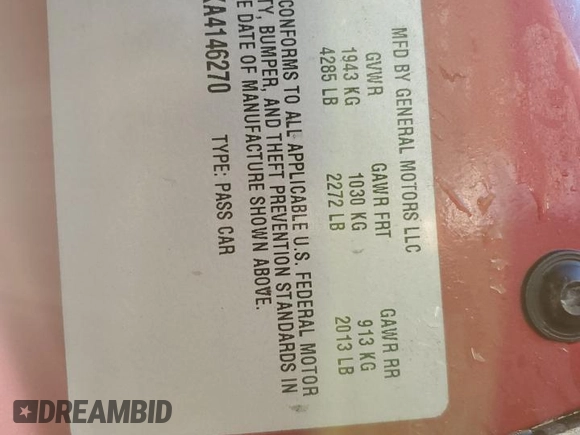 MFD BY GENERAL MOTORS LLC
GVWR GAWR FRT GAWR RR
1943 KG 1030 KG 913 KG
4285 LB 2272 LB 2013 LB
CONFORMS TO ALL APPLICABLE U.S. FEDERAL MOTOR
TY, BUMPER, AND THEFT PREVENTION STANDARDS IN
E DATE OF MANUFACTURE SHOWN ABOVE.
A4146270 TYPE: PASS CAR
DREAMBID